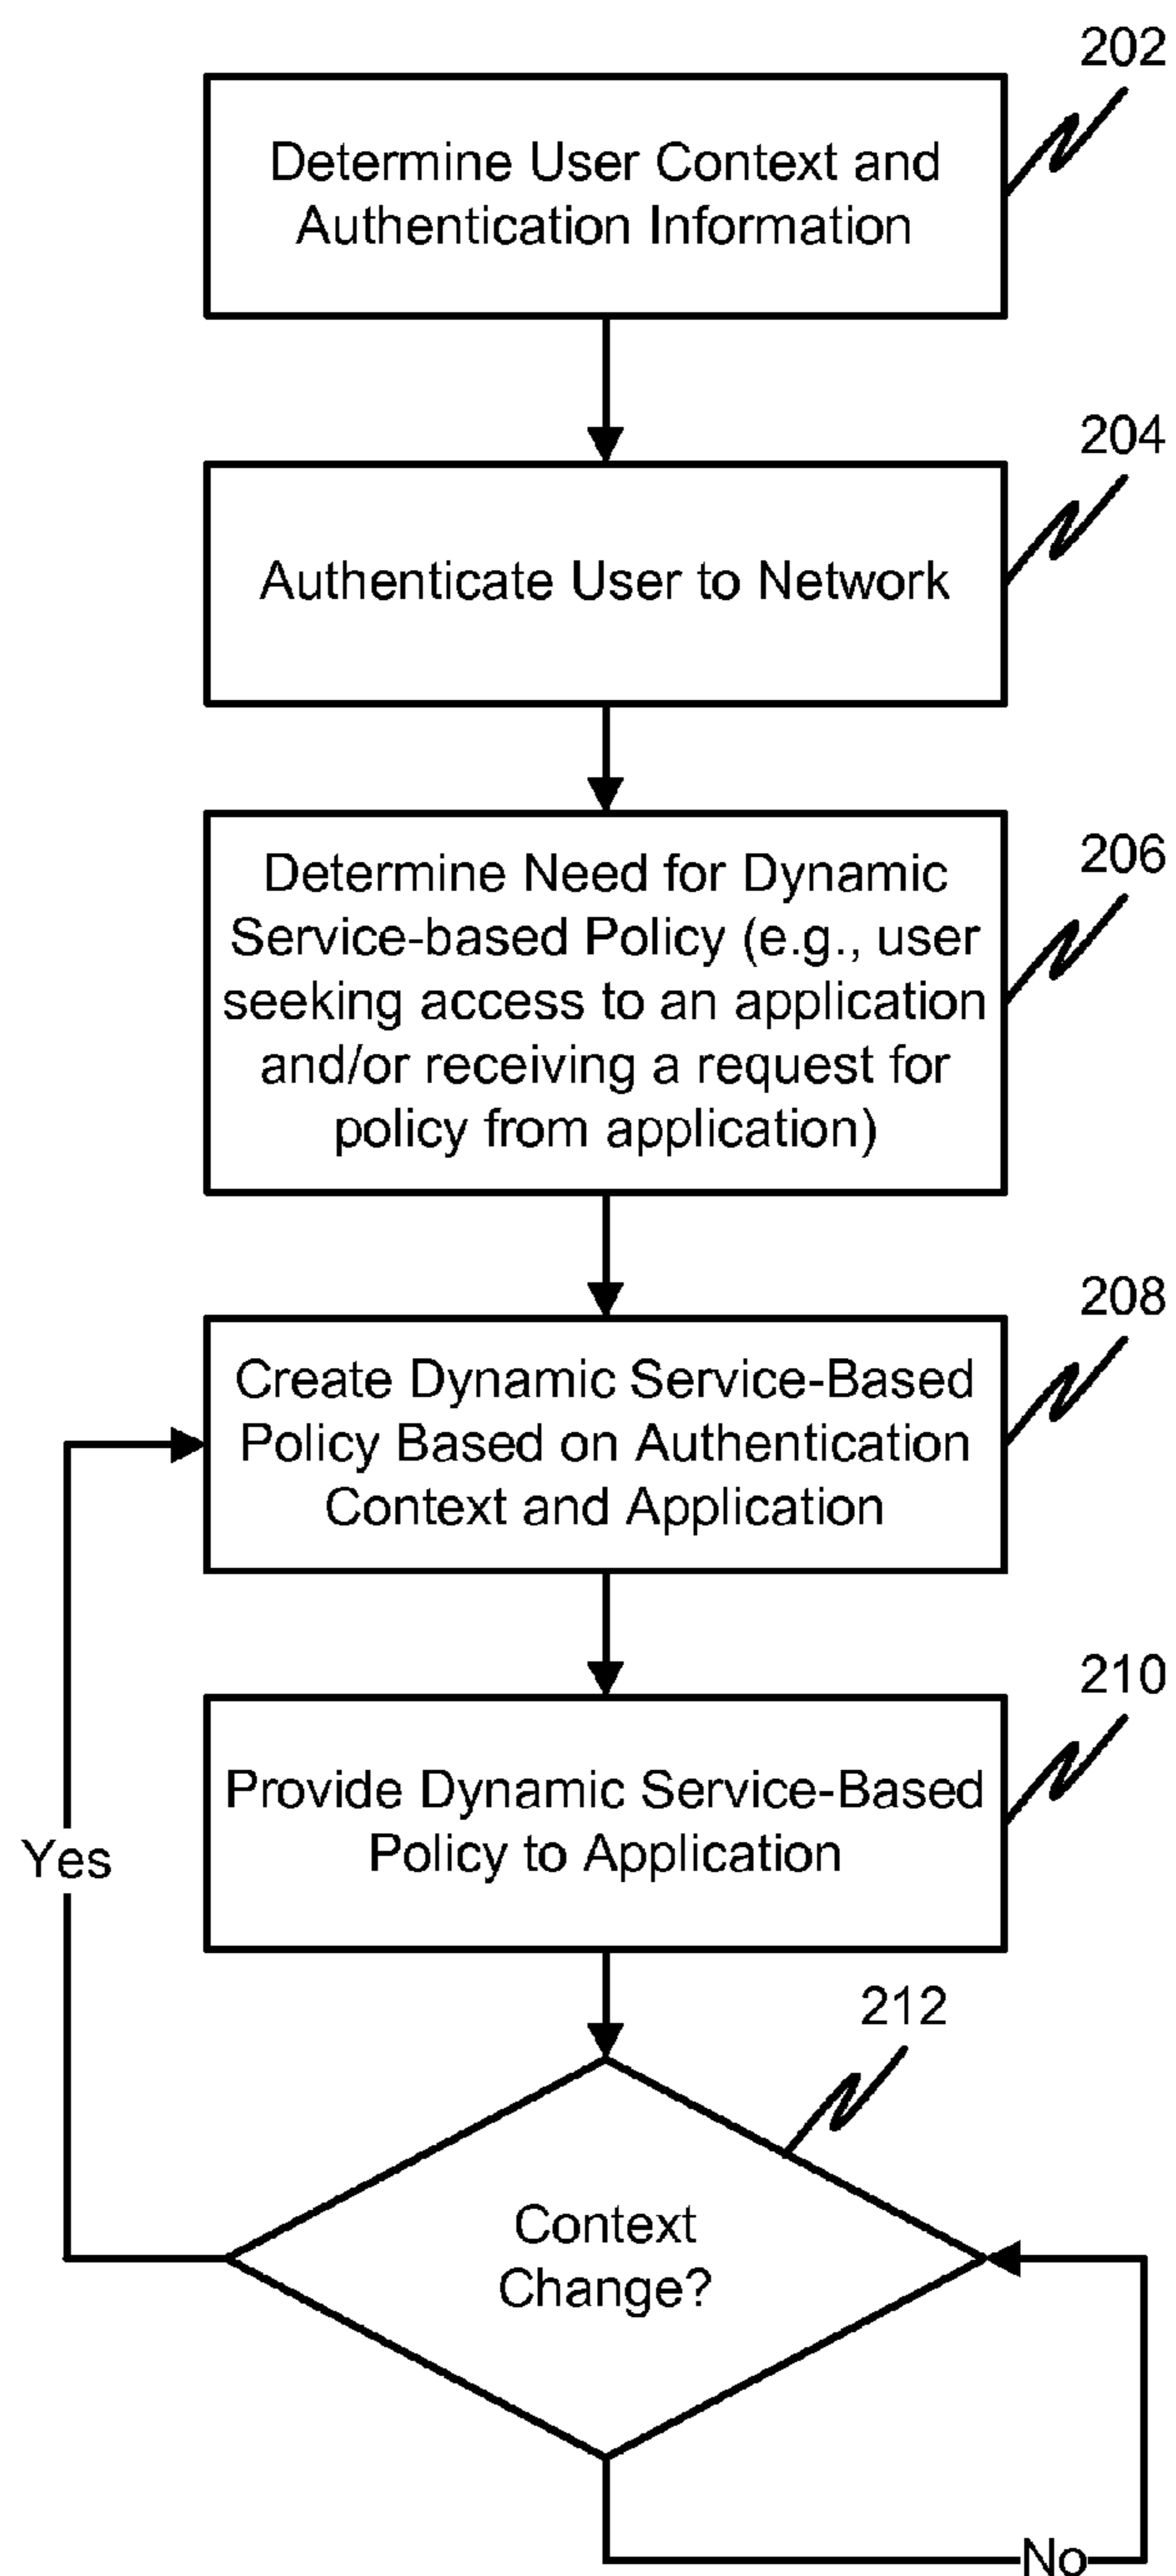 202
Determine User Context and
Authentication Information
204
Authenticate User to Network
206
Determine Need for Dynamic
Service-based Policy (e.g., user
seeking access to an application
and/or receiving a request for
policy from application)
208
Create Dynamic Service-Based
Policy Based on Authentication
Context and Application
210
Provide Dynamic Service-Based
Policy to Application
Yes
212
Context
Change?
No